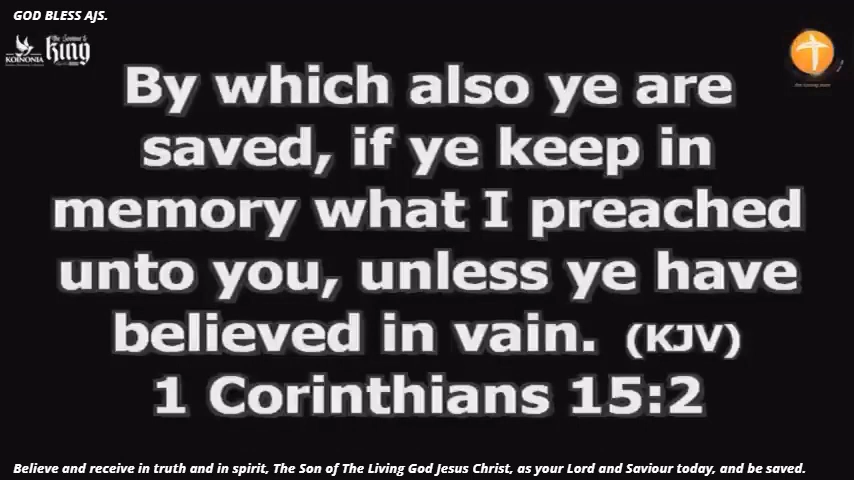 GOD BLESS AJS.
KOINONIA
King
By which also ye are
saved, if ye keep in
memory what I preached
unto you, unless ye have
believed in vain. (KJV)
1 Corinthians 15:2
Believe and receive in truth and in spirit, The Son of The Living God Jesus Christ, as your Lord and Saviour today, and be saved.